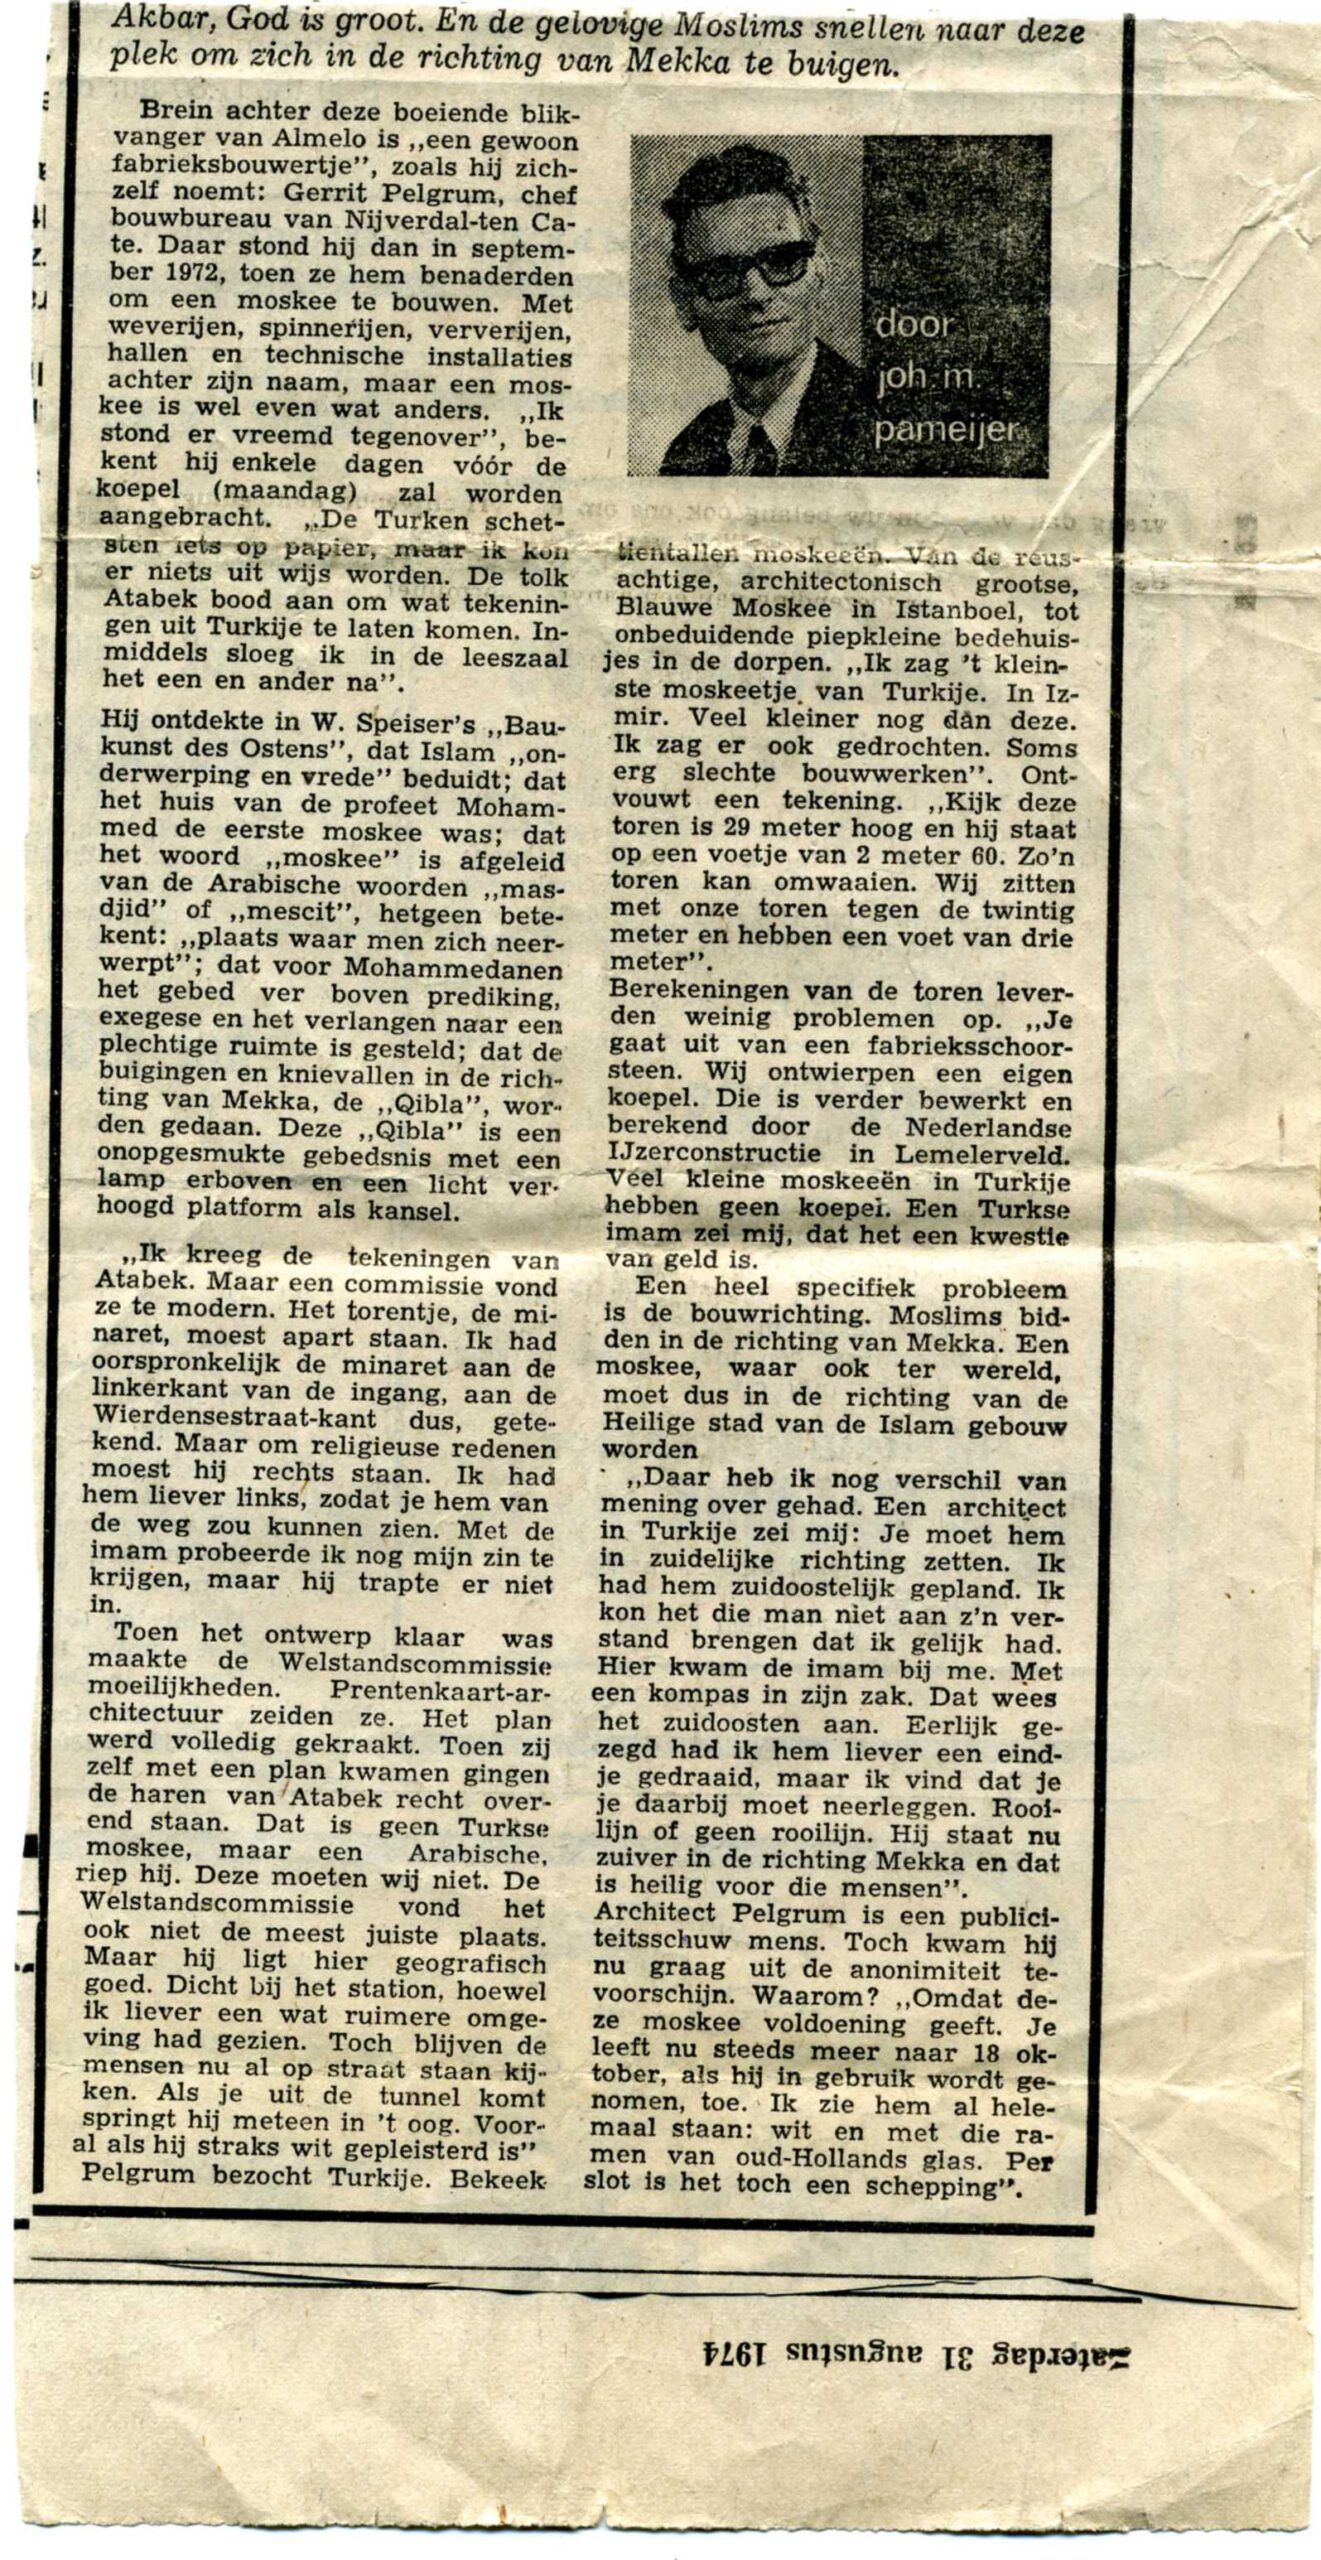 Akbar, God is groot. En de gelovige Moslims snellen naar deze
plek om zich in de richting van Mekka te buigen.
Brein achter deze boeiende blik-
vanger van Almelo is ,,een gewoon
fabrieksbouwertje", zoals hij zich-
zelf noemt: Gerrit Pelgrum, chef
bouwbureau van Nijverdal-ten Ca-
te. Daar stond hij dan in septem-
ber 1972, toen ze hem benaderden
om een moskee te bouwen. Met
weverijen, spinnerijen, ververijen,
hallen en technische installaties
achter zijn naam, maar een mos-
kee is wel even wat anders. ,,Ik
stond er vreemd tegenover", be-
kent hij enkele dagen vóór de
koepel (maandag) zal worden
aangebracht. ,,De Turken schet-
sten iets op papier, maar ik kon
er niets uit wijs worden. De tolk
Atabek bood aan om wat tekenin-
gen uit Turkije te laten komen. In-
middels sloeg ik in de leeszaal
het een en ander na".
Hij ontdekte in W. Speiser's ,,Bau-
kunst des Ostens", dat Islam ,,on-
derwerping en vrede" beduidt; dat
het huis van de profeet Moham-
med de eerste moskee was; dat
het woord ,,moskee" is afgeleid
van de Arabische woorden ,,mas-
djid" of ,,mescit", hetgeen bete-
kent: ,,plaats waar men zich neer-
werpt"; dat voor Mohammedanen
het gebed ver boven prediking,
exegese en het verlangen naar een
plechtige ruimte is gesteld; dat de
buigingen en knievallen in de rich-
ting van Mekka, de ,,Qibla", wor-
den gedaan. Deze ,,Qibla" is een
onopgesmukte gebedsnis met een
lamp erboven en een licht ver-
hoogd platform als kansel.
,,Ik kreeg de tekeningen van
Atabek. Maar een commissie vond
ze te modern. Het torentje, de mi-
naret, moest apart staan. Ik had
oorspronkelijk de minaret aan de
linkerkant van de ingang, aan de
Wierdensestraat-kant dus, gete-
kend. Maar om religieuse redenen
moest hij rechts staan. Ik had
hem liever links, zodat je hem van
de weg zou kunnen zien. Met de
imam probeerde ik nog mijn zin te
krijgen, maar hij trapte er niet
in.
Toen het ontwerp klaar was
maakte de Welstandscommissie
moeilijkheden. Prentenkaart-ar-
chitectuur zeiden ze. Het plan
werd volledig gekraakt. Toen zij
zelf met een plan kwamen gingen
de haren van Atabek recht over-
end staan. Dat is geen Turkse
moskee, maar een Arabische,
riep hij. Deze moeten wij niet. De
Welstandscommissie vond het
ook niet de meest juiste plaats.
Maar hij ligt hier geografisch
goed. Dicht bij het station, hoewel
ik liever een wat ruimere omge-
ving had gezien. Toch blijven de
mensen nu al op straat staan kij-
ken. Als je uit de tunnel komt
springt hij meteen in 't oog. Voor-
al als hij straks wit gepleisterd is"
Pelgrum bezocht Turkije. Bekeek
door
joh. m.
pameijer
tientallen moskeeën. Van de reus-
achtige, architectonisch grootse,
Blauwe Moskee in Istanboel, tot
onbeduidende piepkleine bedehuis-
jes in de dorpen. ,,Ik zag 't klein-
ste moskeetje van Turkije. In Iz-
mir. Veel kleiner nog dàn deze.
Ik zag er ook gedrochten. Soms
erg slechte bouwwerken". Ont-
vouwt een tekening. ,,Kijk deze
toren is 29 meter hoog en hij staat
op een voetje van 2 meter 60. Zo'n
toren kan omwaaien. Wij zitten
met onze toren tegen de twintig
meter en hebben een voet van drie
meter".
Berekeningen van de toren lever-
den weinig problemen op. ,,Je
gaat uit van een fabrieksschoor-
steen. Wij ontwierpen een eigen
koepel. Die is verder bewerkt en
berekend door de Nederlandse
IJzerconstructie in Lemelerveld.
Veel kleine moskeeën in Turkije
hebben geen koepel. Een Turkse
imam zei mij, dat het een kwestie
van geld is.
Een heel specifiek probleem
is de bouwrichting. Moslims bid-
den in de richting van Mekka. Een
moskee, waar ook ter wereld,
moet dus in de richting van de
Heilige stad van de Islam gebouw
worden
,,Daar heb ik nog verschil van
mening over gehad. Een architect
in Turkije zei mij: Je moet hem
in zuidelijke richting zetten. Ik
had hem zuidoostelijk gepland. Ik
kon het die man niet aan z'n ver-
stand brengen dat ik gelijk had.
Hier kwam de imam bij me. Met
een kompas in zijn zak. Dat wees
het zuidoosten aan. Eerlijk ge-
zegd had ik hem liever een eind-
je gedraaid, maar ik vind dat je
je daarbij moet neerleggen. Rooi-
lijn of geen rooilijn. Hij staat nu
zuiver in de richting Mekka en dat
is heilig voor die mensen".
Architect Pelgrum is een publici-
teitsschuw mens. Toch kwam hij
nu graag uit de anonimiteit te-
voorschijn. Waarom? ,,Omdat de-
ze moskee voldoening geeft. Je
leeft nu steeds meer naar 18 ok-
tober, als hij in gebruik wordt ge-
nomen, toe. Ik zie hem al hele-
maal staan: wit en met die ra-
men van oud-Hollands glas. Per
slot is het toch een schepping".
Zaterdag 31 augustus 1974